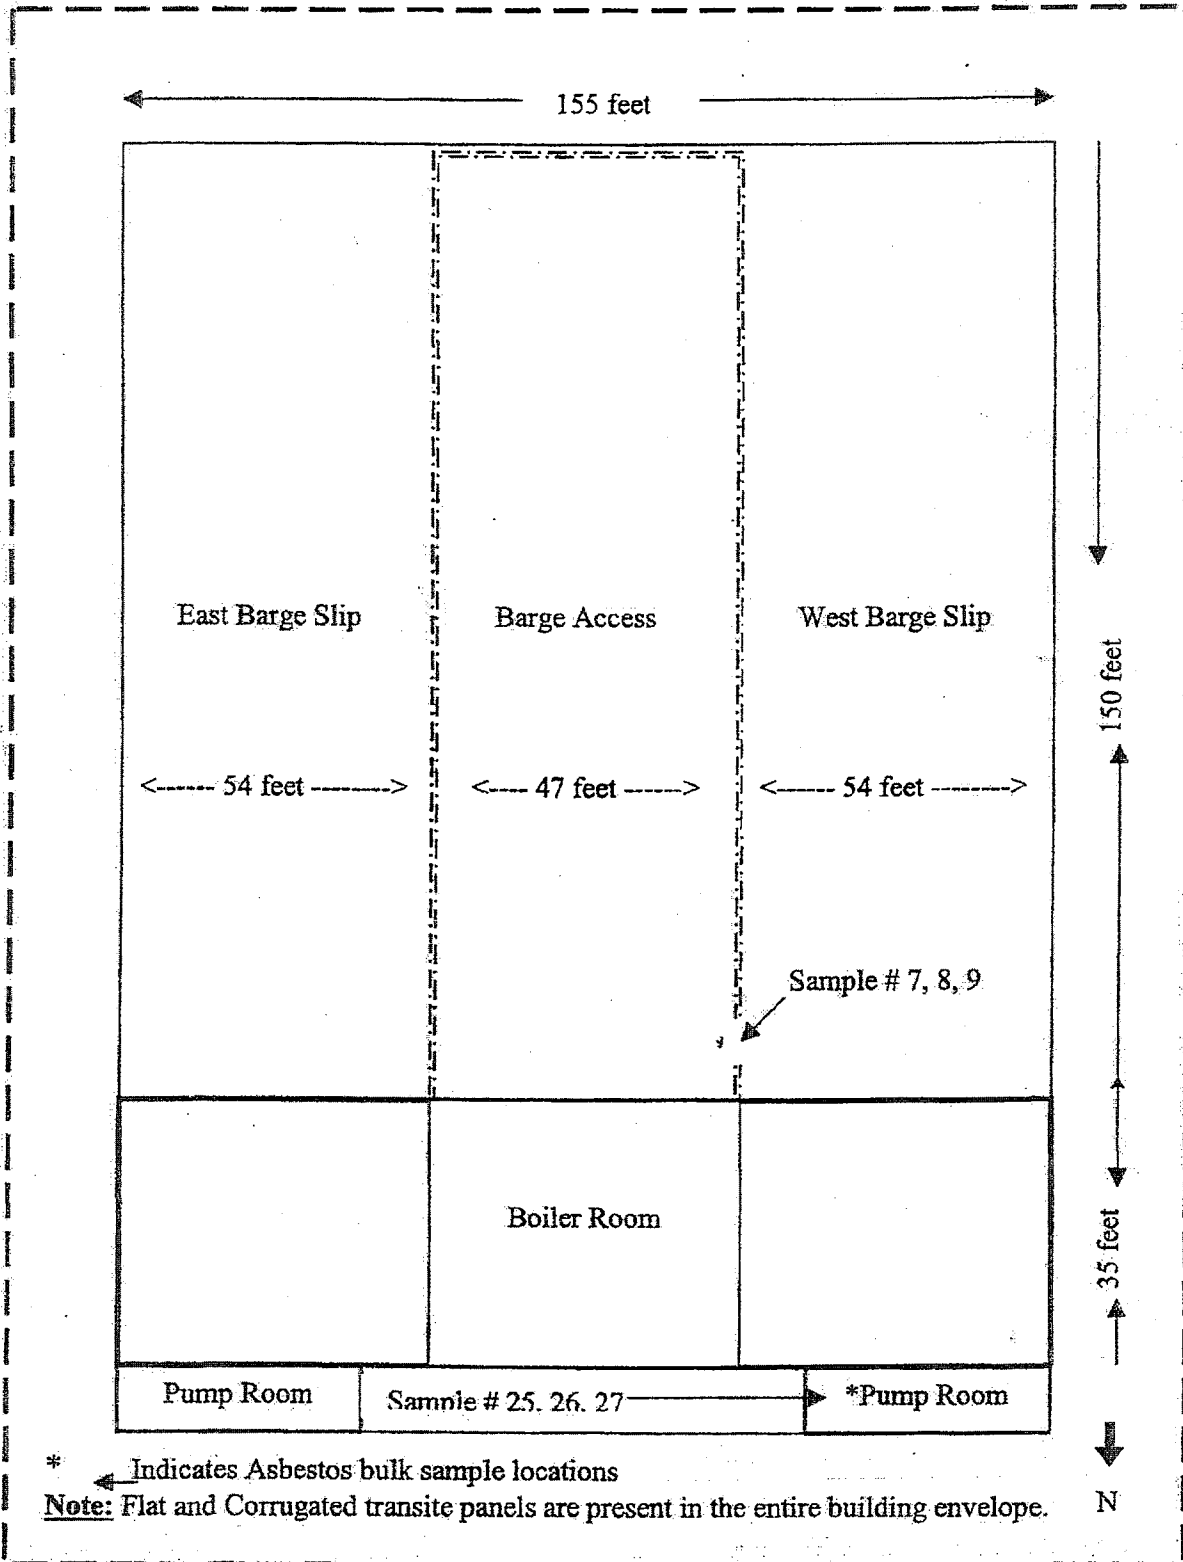 155 feet
East Barge Slip
Barge Access
West Barge Slip
150 feet
<------ 54 feet -------->
<---- 47 feet ------>
<------ 54 feet -------->
Sample # 7, 8, 9
*
Boiler Room
35 feet
Pump Room
Sample # 25, 26, 27
*Pump Room
* Indicates Asbestos bulk sample locations
Note: Flat and Corrugated transite panels are present in the entire building envelope.
N